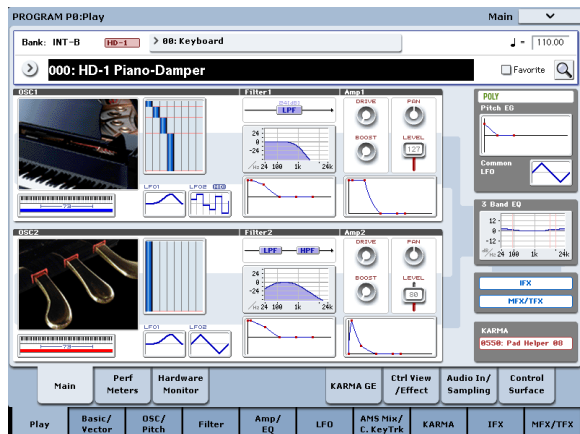 PROGRAM P0:Play Main
Bank: INT-B HD-1 > 00: Keyboard ♩ = 110.00
000: HD-1 Piano-Damper Favorite
OSC1 Filter1 Amp1 POLY
Pitch EG
DRIVE PAN
LPF
BOOST LEVEL
127
24
0
-24
Hz 24 100 1k 24k
Common
LFO
LFO1 LFO2
73
3 Band EQ
12
0
-12
Hz 24 100 1k 24k
OSC2 Filter2 Amp2
DRIVE PAN
LPF HPF
BOOST LEVEL
80
24
0
-24
Hz 24 100 1k 24k
IFX
MFX/TFX
LFO1 LFO2
73
KARMA
0550: Pad Helper 08
Main Perf Meters Hardware Monitor KARMA GE Ctrl View /Effect Audio In/ Sampling Control Surface
Play Basic/ Vector OSC/ Pitch Filter Amp/ EQ LFO AMS Mix/ C. KeyTrk KARMA IFX MFX/TFX